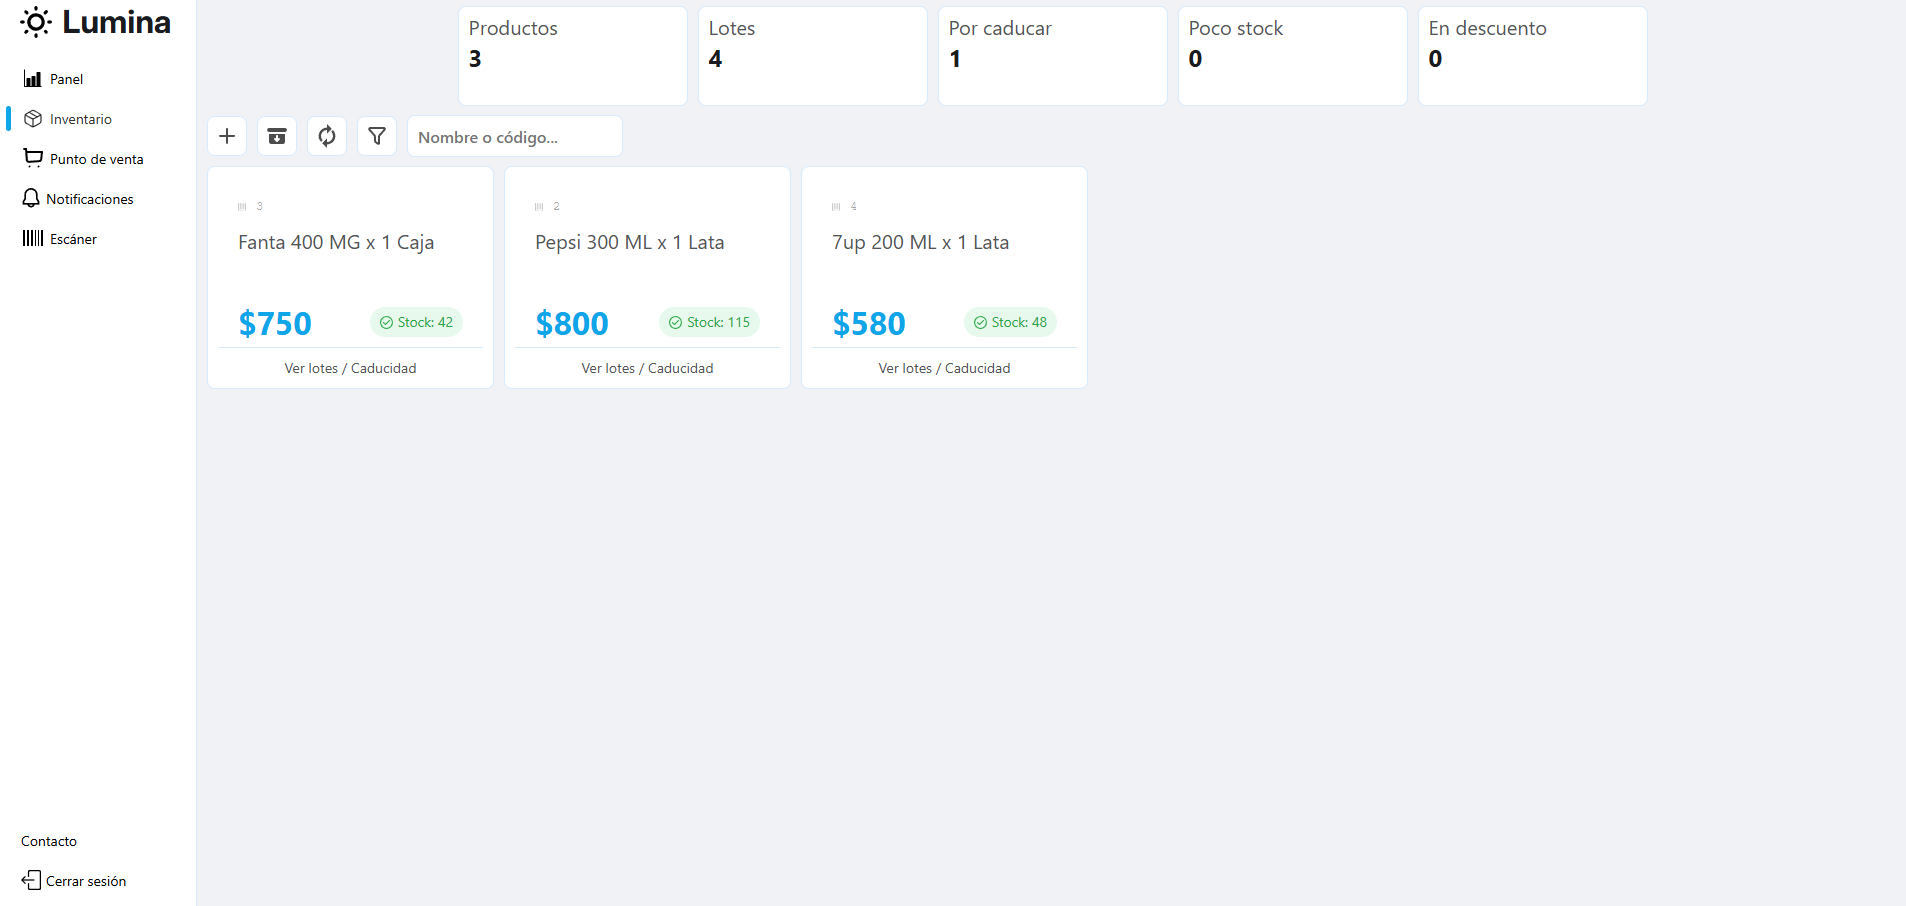 Lumina
Panel
Inventario
Punto de venta
Notificaciones
Escáner
Contacto
Cerrar sesión
Productos
3
Lotes
4
Por caducar
1
Poco stock
0
En descuento
0
Nombre o código...
3
Fanta 400 MG x 1 Caja
$750
Stock: 42
Ver lotes / Caducidad
2
Pepsi 300 ML x 1 Lata
$800
Stock: 115
Ver lotes / Caducidad
4
7up 200 ML x 1 Lata
$580
Stock: 48
Ver lotes / Caducidad